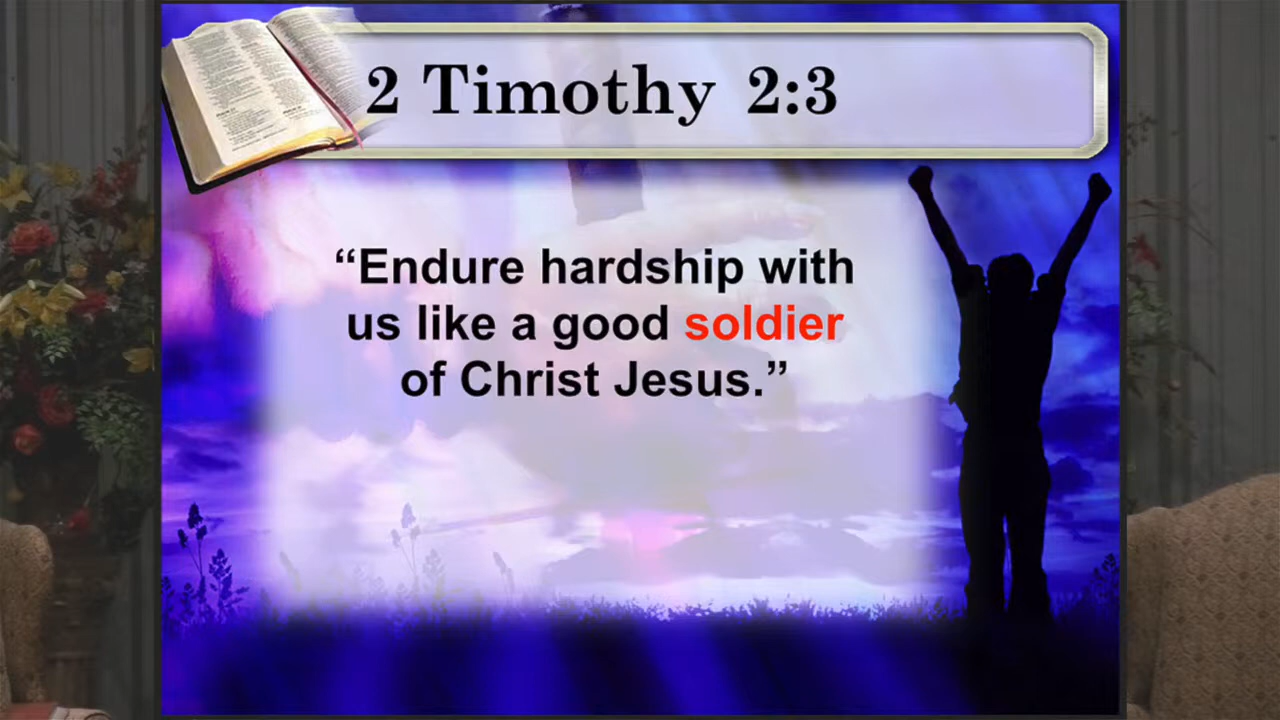 2 Timothy 2:3
“Endure hardship with
us like a good soldier
of Christ Jesus.”